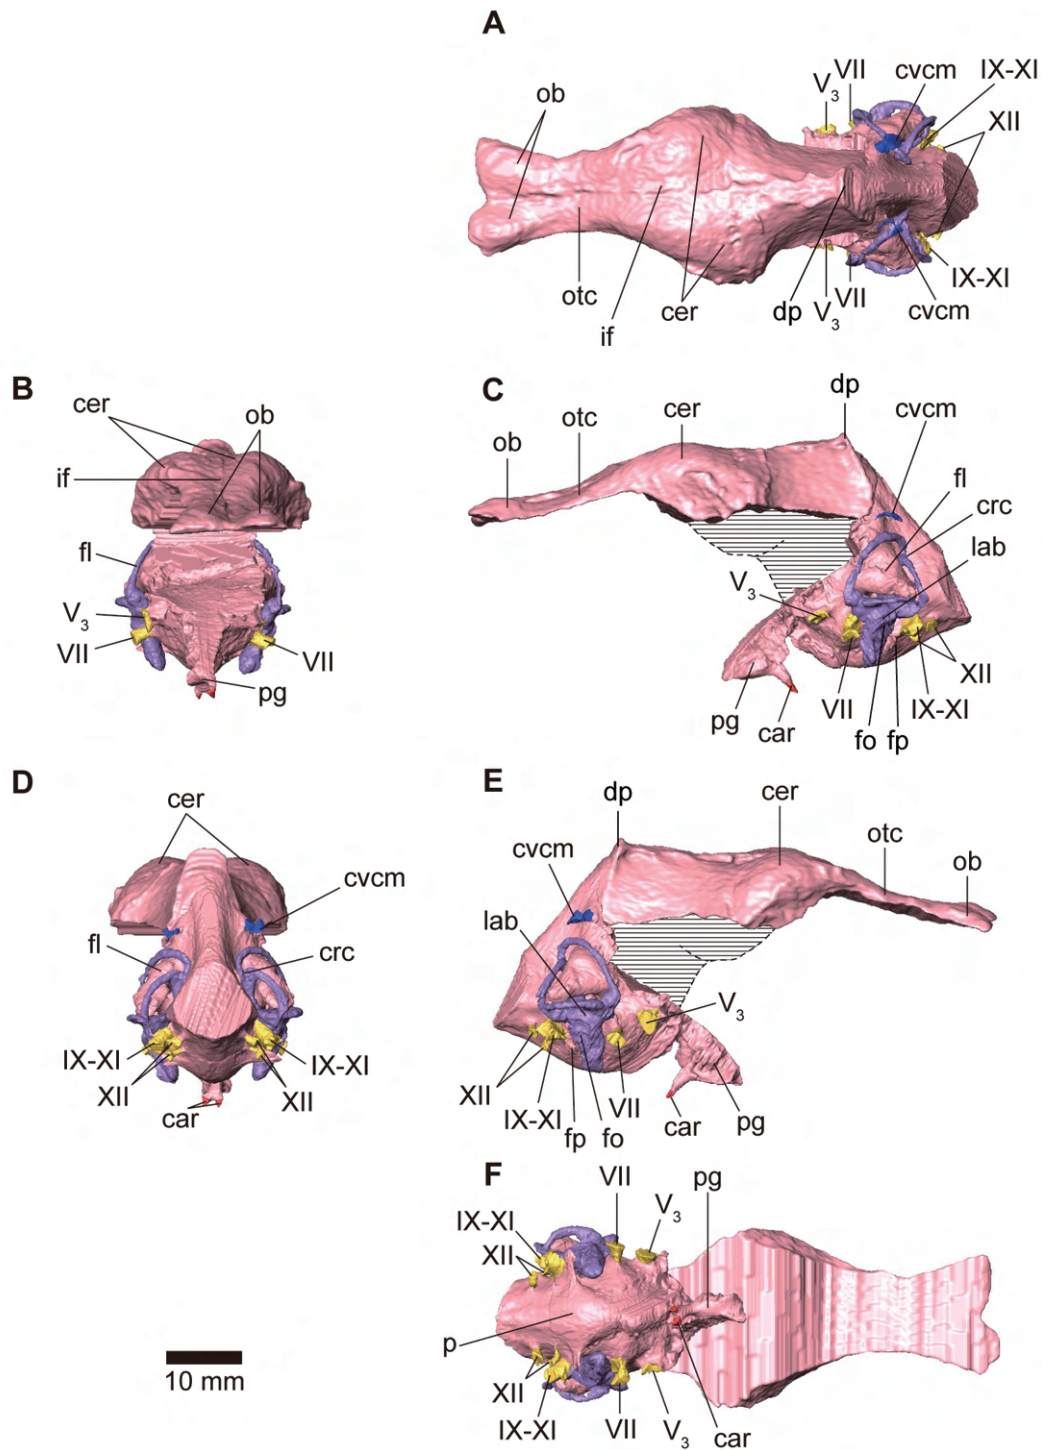 A
ob
V3
VII
cvcm
IX-XI
XII
otc
if
cer
dp
V3
VII
cvcm
IX-XI
B
cer
ob
if
fl
V3
VII
VII
pg
C
ob
otc
cer
dp
cvcm
fl
crc
lab
V3
pg
car
VII
fo
fp
IX-XI
XII
D
cer
cvcm
fl
crc
IX-XI
XII
car
XII
IX-XI
E
dp
cer
cvcm
otc
ob
lab
V3
XII
IX-XI
fp
fo
VII
car
pg
F
VII
V3
pg
IX-XI
XII
p
XII
IX-XI
VII
V3
car
10 mm